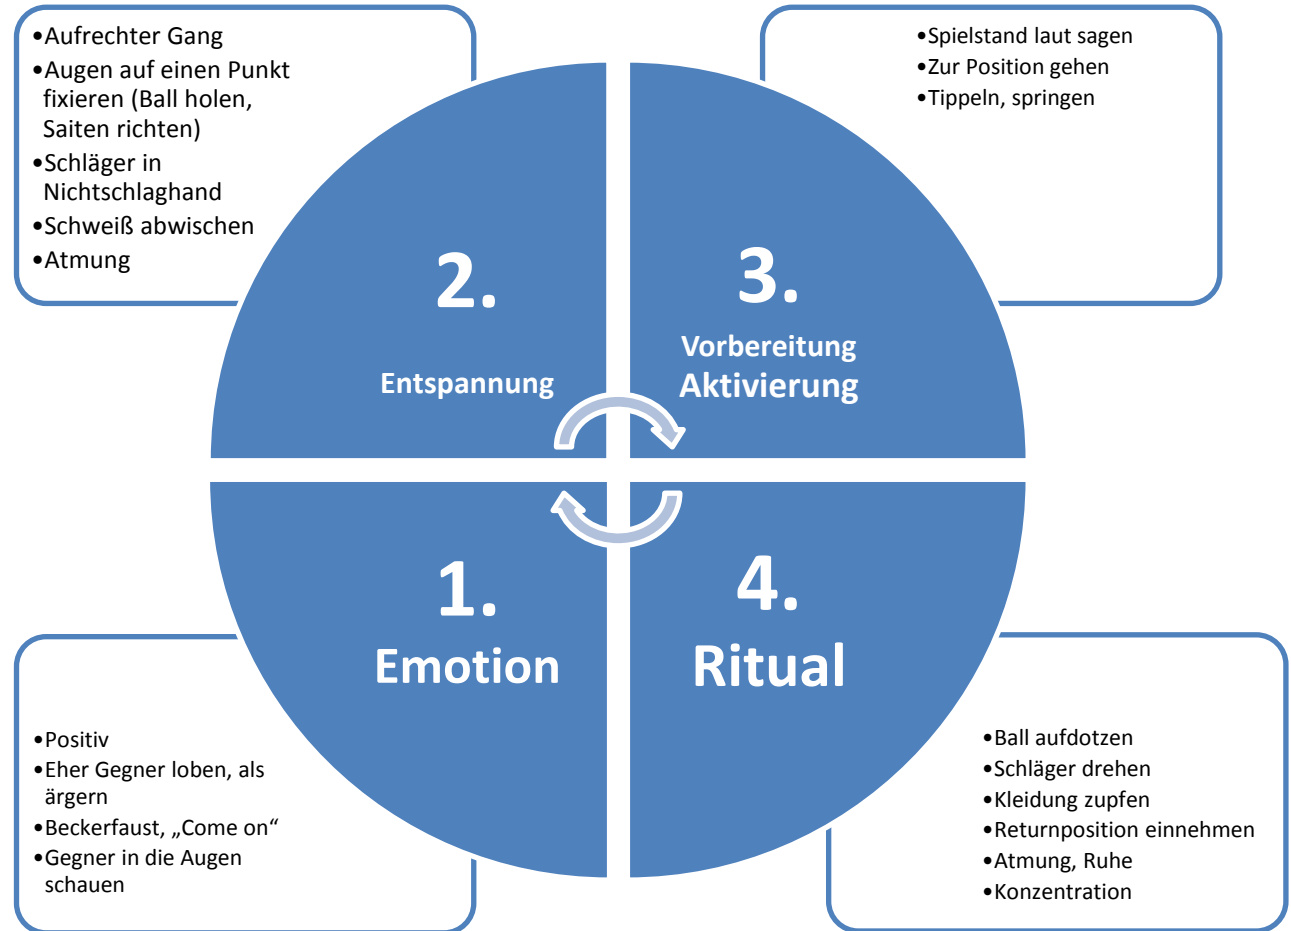 •Aufrechter Gang
•Augen auf einen Punkt
fixieren (Ball holen,
Saiten richten)
•Schläger in
Nichtschlaghand
•Schweiß abwischen
•Atmung
•Spielstand laut sagen
•Zur Position gehen
•Tippeln, springen
2.
Entspannung
3.
Vorbereitung
Aktivierung
1.
Emotion
4.
Ritual
•Positiv
•Eher Gegner loben, als
ärgern
•Beckerfaust, „Come on“
•Gegner in die Augen
schauen
•Ball aufdotzen
•Schläger drehen
•Kleidung zupfen
•Returnposition einnehmen
•Atmung, Ruhe
•Konzentration